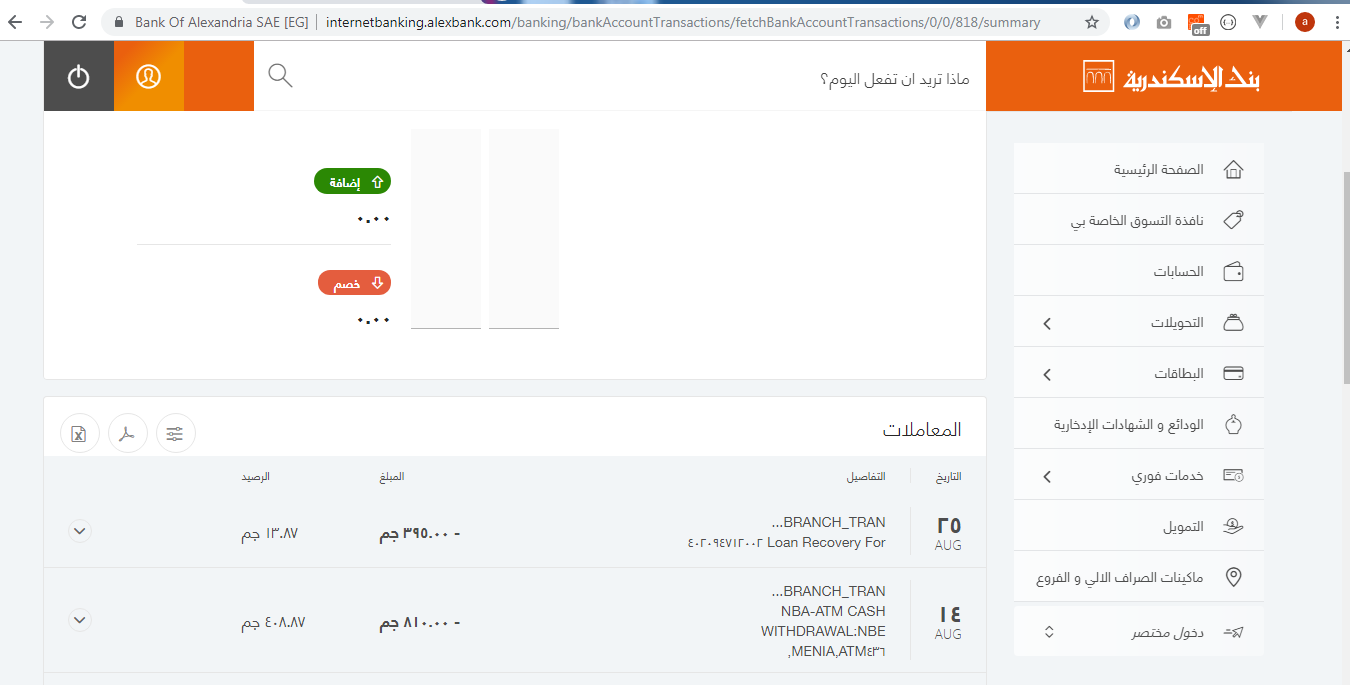 Bank Of Alexandria SAE [EG] | internetbanking.alexbank.com/banking/bankAccountTransactions/fetchBankAccountTransactions/0/0/818/summary
off
a
بنك الإسكندرية
ماذا تريد ان تفعل اليوم؟
الصفحة الرئيسية
نافذة التسوق الخاصة بي
الحسابات
التحويلات
البطاقات
الودائع و الشهادات الإدخارية
خدمات فوري
التمويل
ماكينات الصراف الالي و الفروع
دخول مختصر
إضافة
٠.٠٠
خصم
٠.٠٠
المعاملات
التاريخ التفاصيل المبلغ الرصيد
٢٥
AUG
BRANCH_TRAN...
٤٠٢٠٩٤٧١٢٠٠٢ Loan Recovery For
- ٣٩٥.٠٠ جم
١٣.٨٧ جم
١٤
AUG
BRANCH_TRAN...
NBA-ATM CASH
WITHDRAWAL:NBE
MENIA,ATM٤٣٦,
- ٨١٠.٠٠ جم
٤٠٨.٨٧ جم